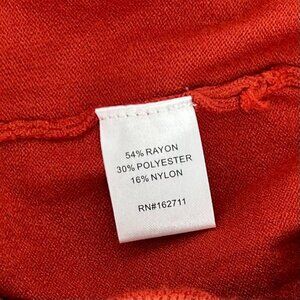 54% RAYON
30% POLYESTER
16% NYLON
RN#162711